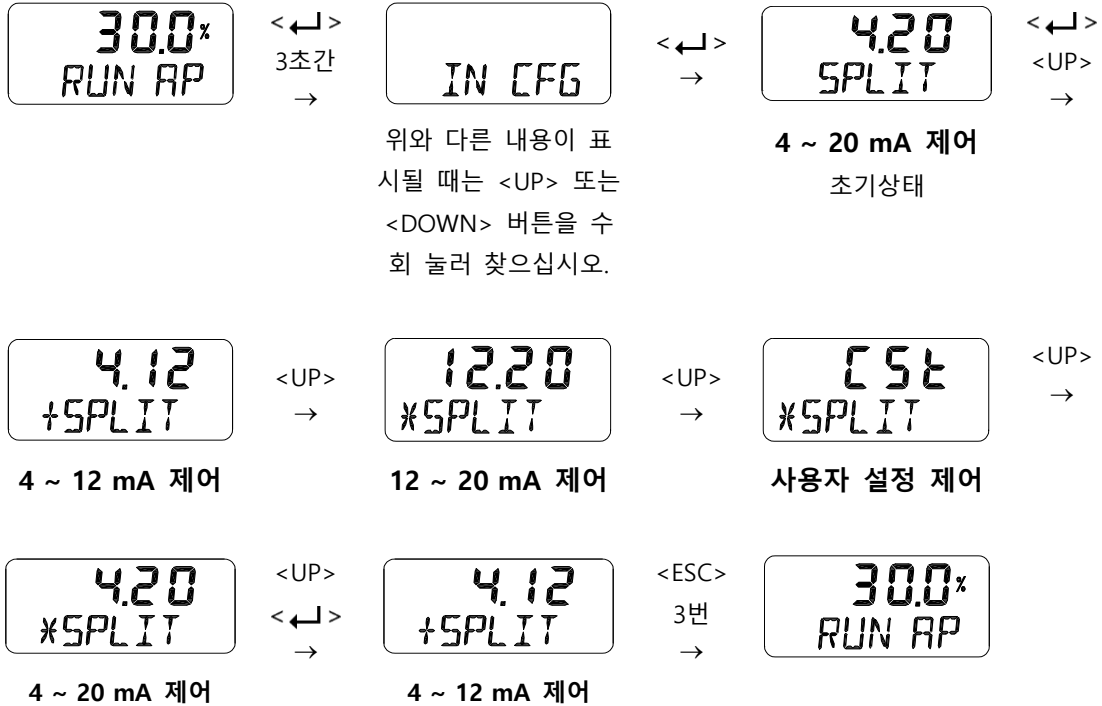 30.0% <↵> 4.20 <↵>
RUN AP 3초간 → IN CFG <↵> → SPLIT <UP> →
위와 다른 내용이 표 4 ~ 20 mA 제어
시될 때는 <UP> 또는 초기상태
<DOWN> 버튼을 수
회 눌러 찾으십시오.
4.12 <UP> 12.20 <UP> CSt <UP>
+SPLIT → *SPLIT → *SPLIT →
4 ~ 12 mA 제어 12 ~ 20 mA 제어 사용자 설정 제어
4.20 <UP> 4.12 <ESC> 30.0%
*SPLIT <↵> → +SPLIT 3번 → RUN AP
4 ~ 20 mA 제어 4 ~ 12 mA 제어